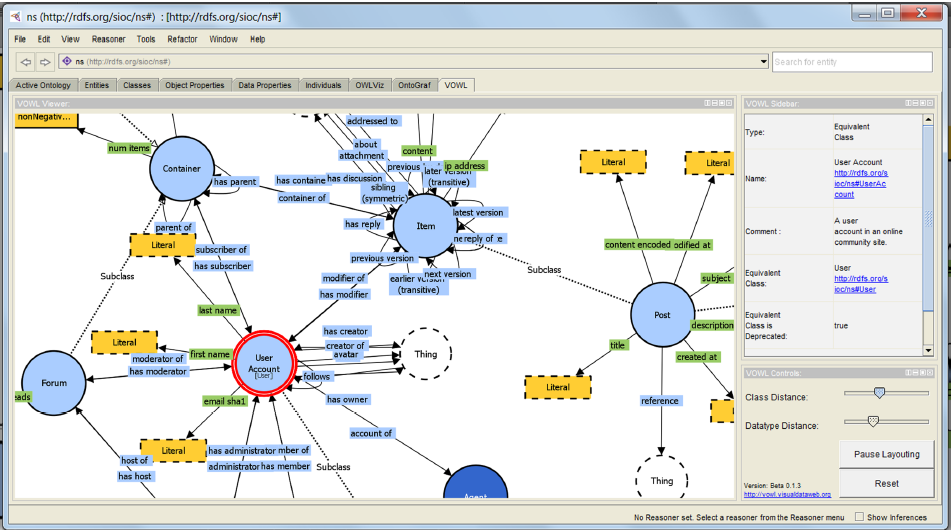 ns (http://rdfs.org/sioc/ns#) : [http://rdfs.org/sioc/ns#]
File Edit View Reasoner Tools Refactor Window Help
ns (http://rdfs.org/sioc/ns#)
Search for entity
Active Ontology Entities Classes Object Properties Data Properties Individuals OWLViz OntoGraf VOWL
VOWL Viewer:
nonNegativ...
num items
Container
has parent
parent of
Literal
subscriber of
has subscriber
Subclass
last name
Literal
first name
moderator of
has moderator
Forum
eads
email sha1
Literal
host of
has host
has administrator
mber of
administrator
has member
Subclass
User
Account
[User]
addressed to
about
attachment
content
previous
later version
(transitive)
ip address
has containe
has discussion
container of
sibling
(symmetric)
Item
latest version
has reply
ne
reply of
e
previous version
earlier version
(transitive)
next version
modifier of
has modifier
has creator
creator of
avatar
Thing
follows
has owner
account of
Agent
Subclass
Literal
Literal
content encoded
odified at
subject
Post
description
title
created at
Literal
reference
Thing
VOWL Sidebar:
Type: Equivalent
Class
Name: User Account
http://rdfs.org/s
ioc/ns#UserAc
count
Comment : A user
account in an online
community site.
Equivalent
Class: User
http://rdfs.org/s
ioc/ns#User
Equivalent
Class is
Deprecated: true
VOWL Controls:
Class Distance:
Datatype Distance:
Pause Layouting
Reset
Version: Beta 0.1.3
http://vowl.visualdataweb.org
No Reasoner set. Select a reasoner from the Reasoner menu Show Inferences